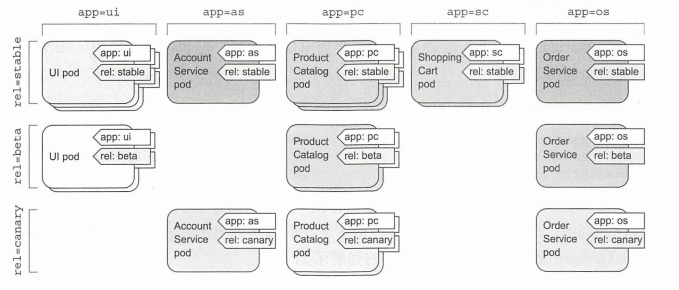 app=ui
app=as
app=pc
app=sc
app=os
rel=stable
UI pod
app: ui
rel: stable
Account
Service
pod
app: as
rel: stable
Product
Catalog
pod
app: pc
rel: stable
Shopping
Cart
pod
app: sc
rel: stable
Order
Service
pod
app: os
rel: stable
rel=beta
UI pod
app: ui
rel: beta
Product
Catalog
pod
app: pc
rel: beta
Order
Service
pod
app: os
rel: beta
rel=canary
Account
Service
pod
app: as
rel: canary
Product
Catalog
pod
app: pc
rel: canary
Order
Service
pod
app: os
rel: canary